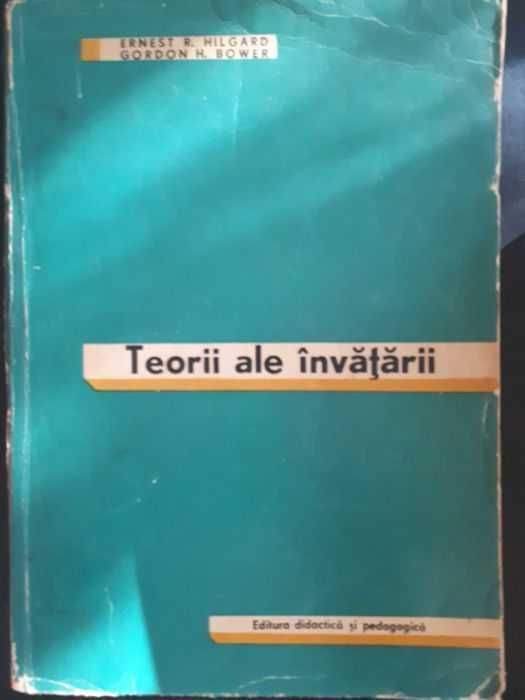 ERNEST R. HILGARD
GORDON H. BOWER
Teorii ale învăţării
Editura didactică şi pedagogică